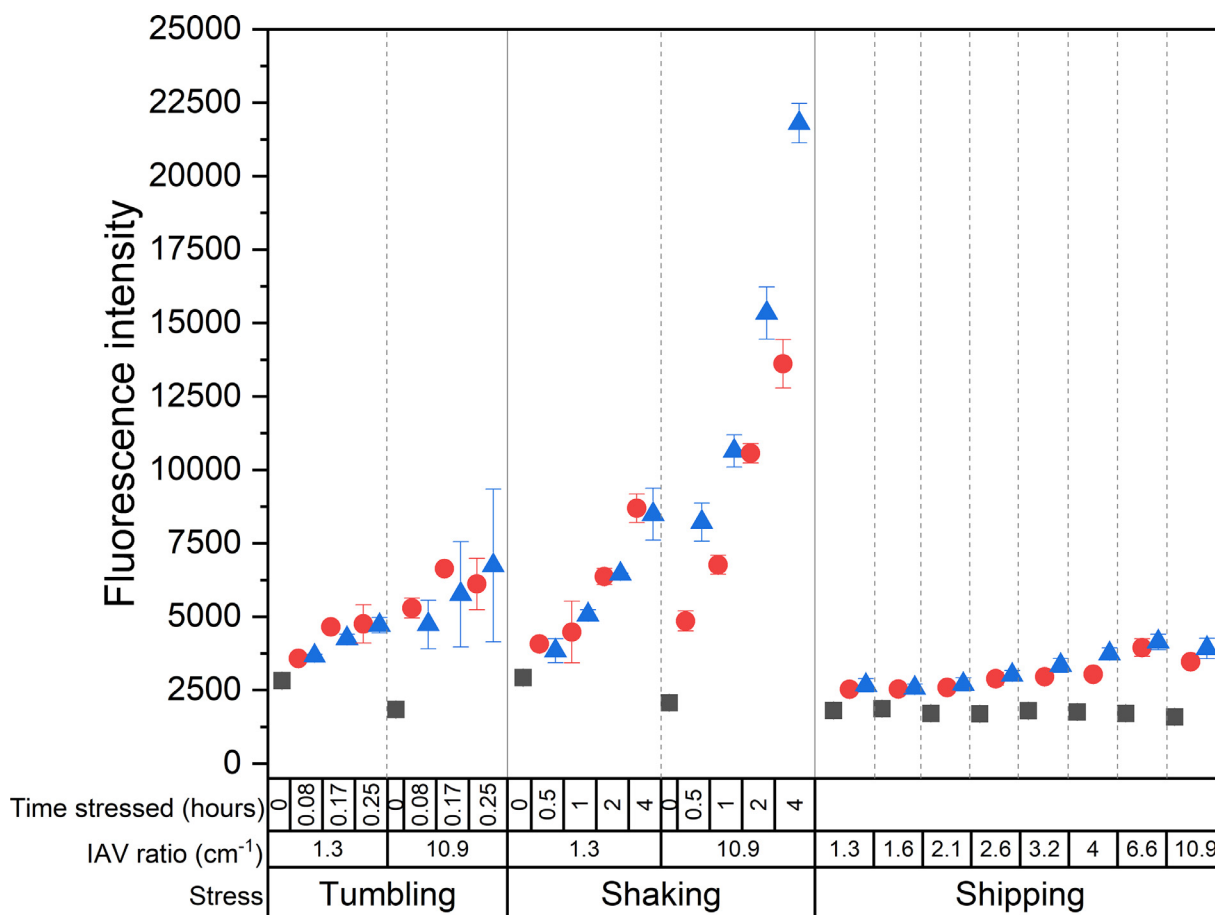 25000
22500
20000
17500
15000
12500
10000
7500
5000
2500
0
Fluorescence intensity
Time stressed (hours) 0 0.08 0.17 0.25 0 0.08 0.17 0.25 0 0.5 1 2 4 0 0.5 1 2 4
IAV ratio (cm⁻¹) 1.3 10.9 1.3 10.9 1.3 1.6 2.1 2.6 3.2 4 6.6 10.9
Stress Tumbling Shaking Shipping